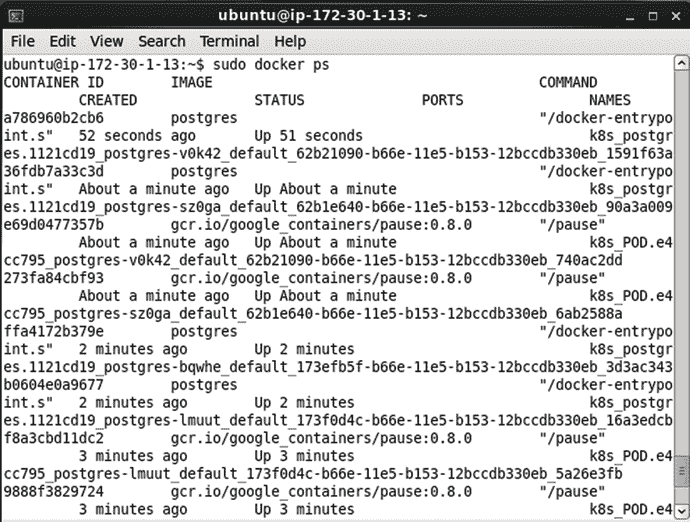 ubuntu@ip-172-30-1-13: ~
File Edit View Search Terminal Help
ubuntu@ip-172-30-1-13:~$ sudo docker ps
CONTAINER ID IMAGE COMMAND
CREATED STATUS PORTS NAMES
a786960b2cb6 postgres "/docker-entrypo
int.s" 52 seconds ago Up 51 seconds k8s_postgr
es.1121cd19_postgres-v0k42_default_62b21090-b66e-11e5-b153-12bccdb330eb_1591f63a
36fdb7a33c3d postgres "/docker-entrypo
int.s" About a minute ago Up About a minute k8s_postgr
es.1121cd19_postgres-sz0ga_default_62b1e640-b66e-11e5-b153-12bccdb330eb_90a3a009
e69d0477357b gcr.io/google_containers/pause:0.8.0 "/pause"
About a minute ago Up About a minute k8s_POD.e4
cc795_postgres-v0k42_default_62b21090-b66e-11e5-b153-12bccdb330eb_740ac2dd
273fa84cbf93 gcr.io/google_containers/pause:0.8.0 "/pause"
About a minute ago Up About a minute k8s_POD.e4
cc795_postgres-sz0ga_default_62b1e640-b66e-11e5-b153-12bccdb330eb_6ab2588a
ffa4172b379e postgres "/docker-entrypo
int.s" 2 minutes ago Up 2 minutes k8s_postgr
es.1121cd19_postgres-bqwhe_default_173efb5f-b66e-11e5-b153-12bccdb330eb_3d3ac343
b0604e0a9677 postgres "/docker-entrypo
int.s" 2 minutes ago Up 2 minutes k8s_postgr
es.1121cd19_postgres-lmuut_default_173f0d4c-b66e-11e5-b153-12bccdb330eb_16a3edcb
f8a3cbd11dc2 gcr.io/google_containers/pause:0.8.0 "/pause"
3 minutes ago Up 3 minutes k8s_POD.e4
cc795_postgres-lmuut_default_173f0d4c-b66e-11e5-b153-12bccdb330eb_5a26e3fb
9888f3829724 gcr.io/google_containers/pause:0.8.0 "/pause"
3 minutes ago Up 3 minutes k8s_POD.e4